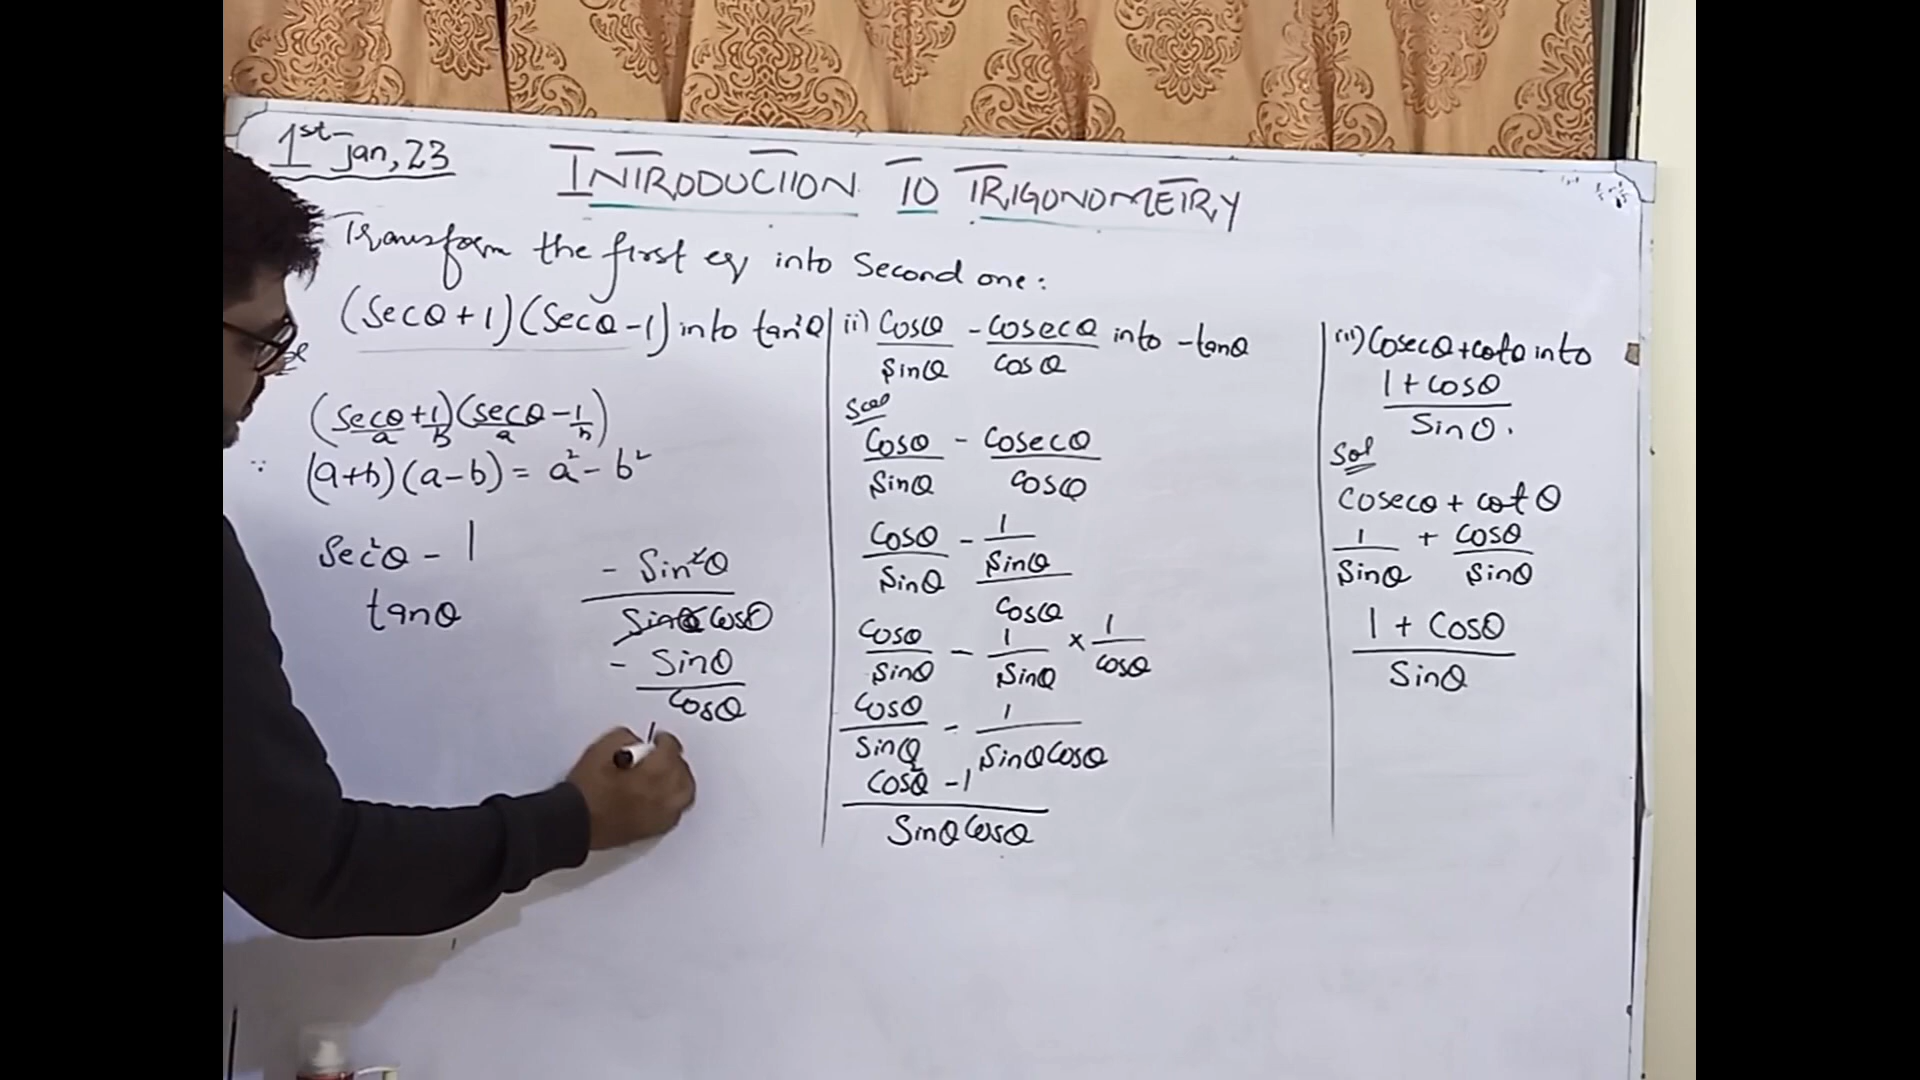 1st Jan, 23
INTRODUCTION TO TRIGONOMETRY
Transform the first eq into Second one:
(Secθ+1)(Secθ-1) into tan²θ
(Secθ+1)(Secθ-1)
a b a b
∵ (a+b)(a-b) = a²-b²
Sec²θ - 1
tanθ
- Sin²θ
Sinθ Cosθ
- Sinθ
Cosθ
ii) Cosθ - Cosecθ into -tanθ
Sinθ Cosθ
Sol
Cosθ - Cosecθ
Sinθ Cosθ
Cosθ - 1
Sinθ Sinθ
Cosθ
Cosθ - 1 × 1
Sinθ Sinθ Cosθ
Cosθ - 1
Sinθ SinθCosθ
Cos²θ - 1
SinθCosθ
iii) Cosecθ+cotθ into
1+Cosθ
Sinθ.
Sol
Cosecθ + cotθ
1 + Cosθ
Sinθ Sinθ
1 + Cosθ
Sinθ